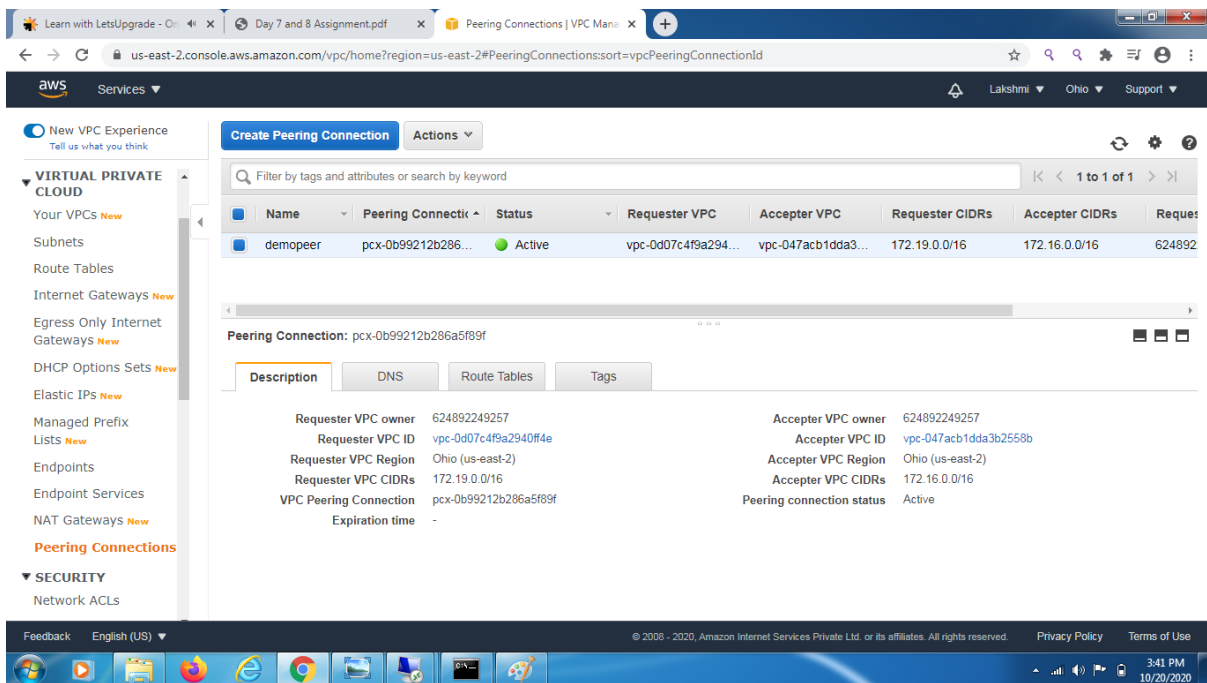 Learn with LetsUpgrade - On
Day 7 and 8 Assignment.pdf
Peering Connections | VPC Mana
us-east-2.console.aws.amazon.com/vpc/home?region=us-east-2#PeeringConnections:sort=vpcPeeringConnectionId
aws Services Lakshmi Ohio Support
New VPC Experience
Tell us what you think
VIRTUAL PRIVATE
CLOUD
Your VPCs New
Subnets
Route Tables
Internet Gateways New
Egress Only Internet
Gateways New
DHCP Options Sets New
Elastic IPs New
Managed Prefix
Lists New
Endpoints
Endpoint Services
NAT Gateways New
Peering Connections
SECURITY
Network ACLs
Create Peering Connection Actions
Filter by tags and attributes or search by keyword 1 to 1 of 1
Name Peering Connectic Status Requester VPC Accepter VPC Requester CIDRs Accepter CIDRs Reques
demopeer pcx-0b99212b286... Active vpc-0d07c4f9a294... vpc-047acb1dda3... 172.19.0.0/16 172.16.0.0/16 624892
Peering Connection: pcx-0b99212b286a5f89f
Description DNS Route Tables Tags
Requester VPC owner 624892249257 Accepter VPC owner 624892249257
Requester VPC ID vpc-0d07c4f9a2940ff4e Accepter VPC ID vpc-047acb1dda3b2558b
Requester VPC Region Ohio (us-east-2) Accepter VPC Region Ohio (us-east-2)
Requester VPC CIDRs 172.19.0.0/16 Accepter VPC CIDRs 172.16.0.0/16
VPC Peering Connection pcx-0b99212b286a5f89f Peering connection status Active
Expiration time -
Feedback English (US) © 2008 - 2020, Amazon Internet Services Private Ltd. or its affiliates. All rights reserved. Privacy Policy Terms of Use
3:41 PM
10/20/2020